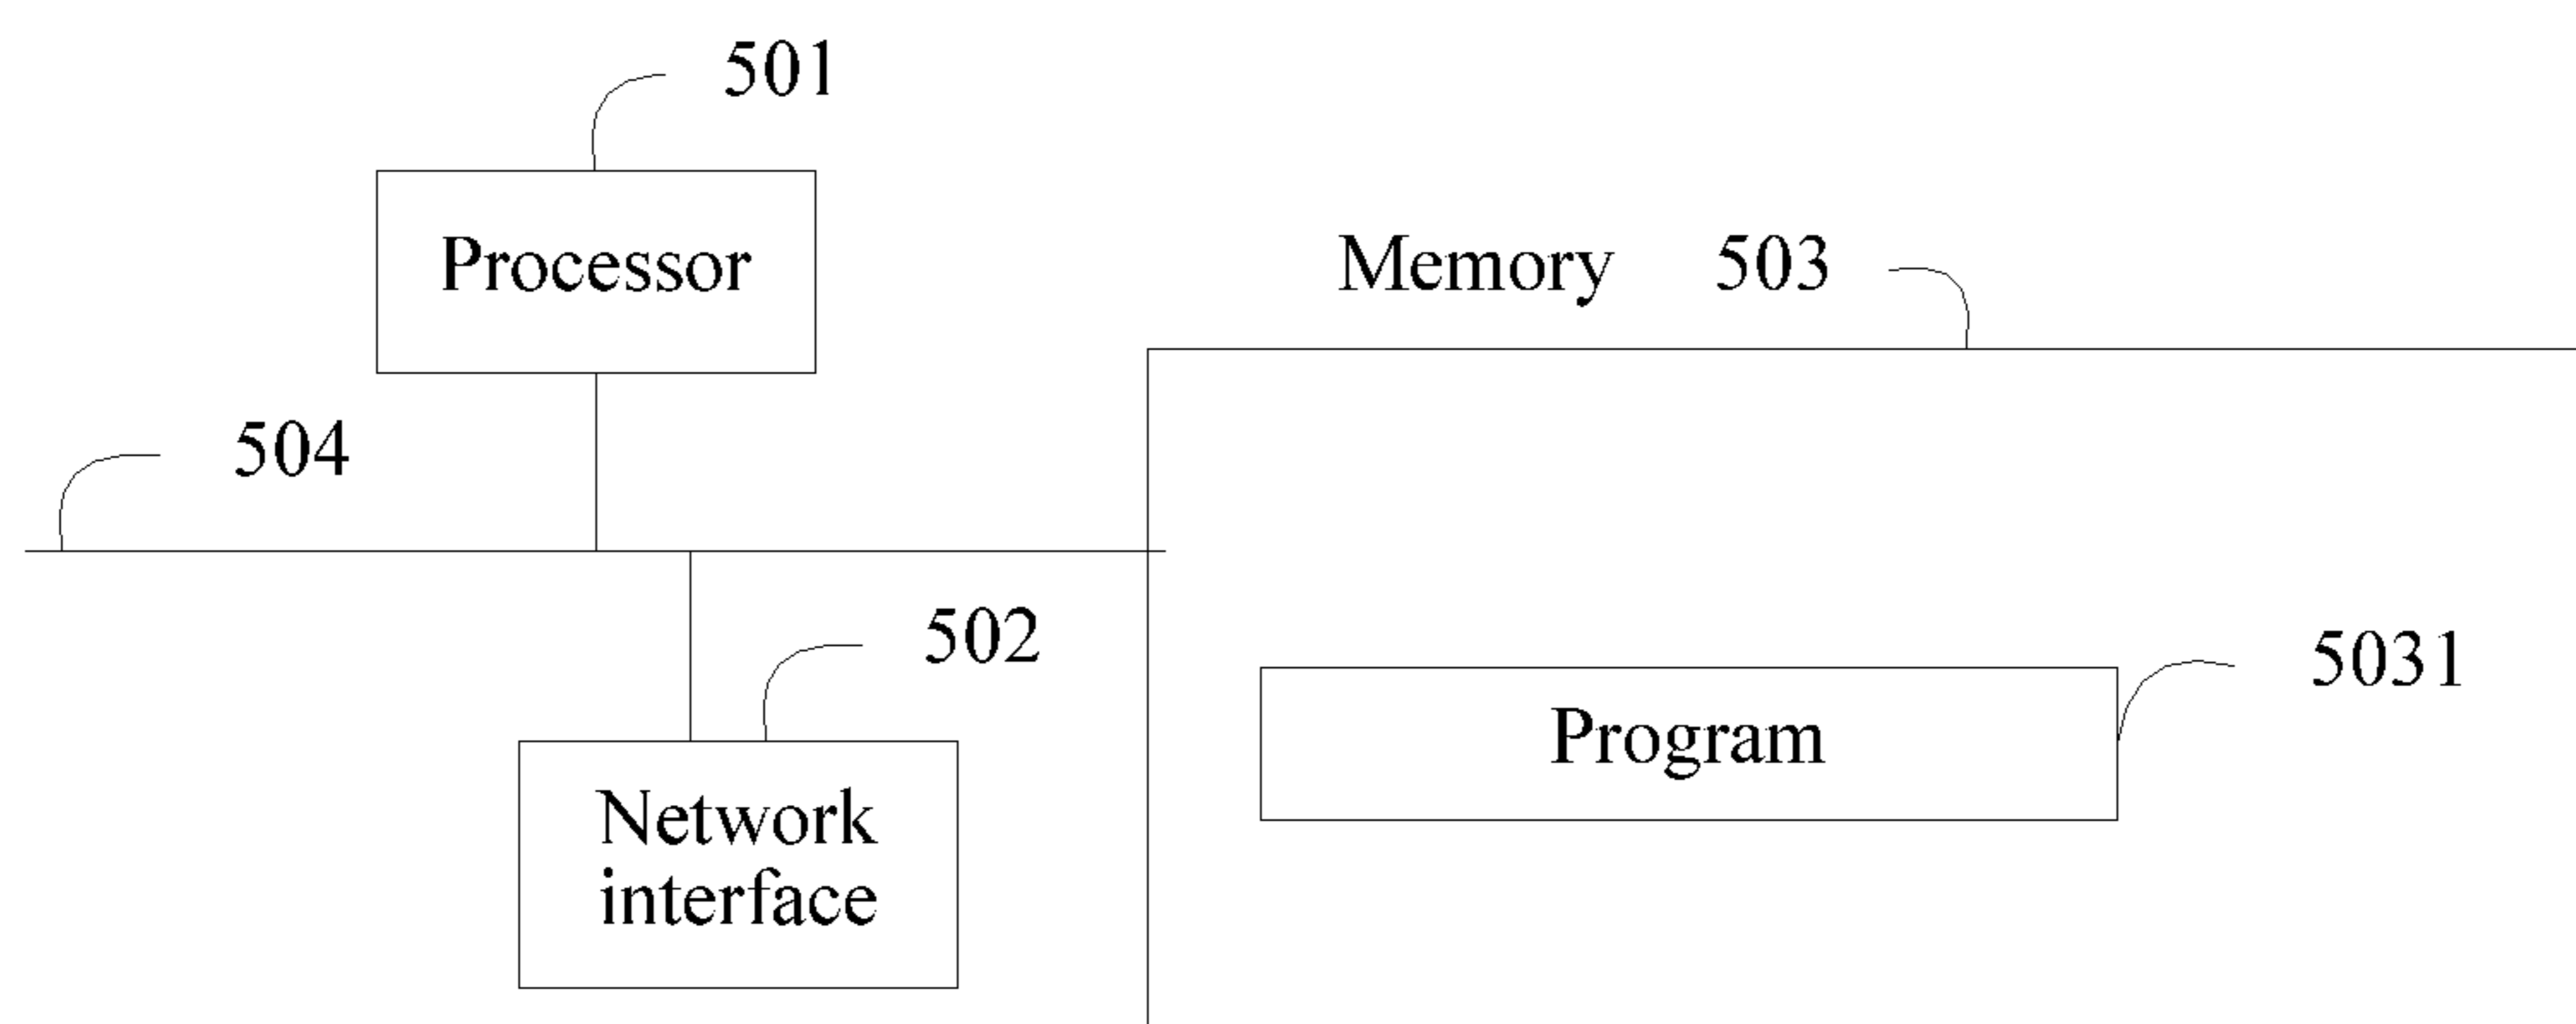 501
Processor
Memory 503
504
502
5031
Program
Network
interface